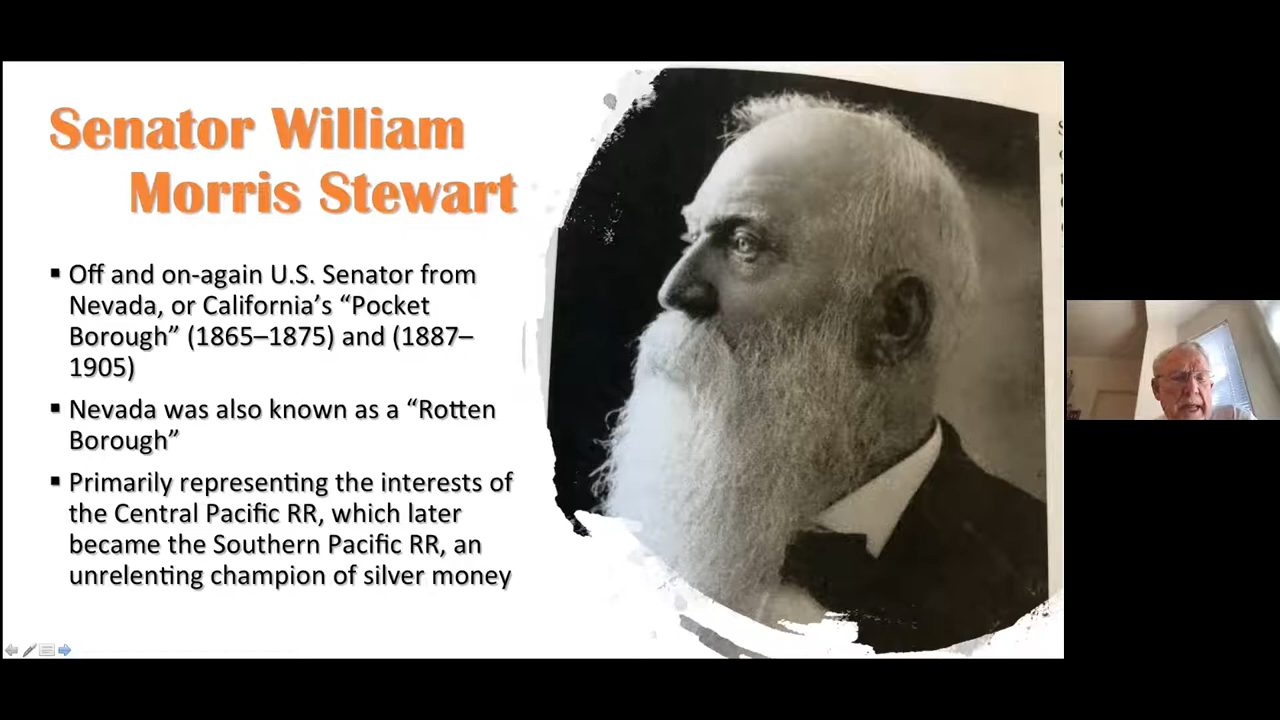 Senator William
Morris Stewart
▪ Off and on-again U.S. Senator from
Nevada, or California’s “Pocket
Borough” (1865–1875) and (1887–
1905)
▪ Nevada was also known as a “Rotten
Borough”
▪ Primarily representing the interests of
the Central Pacific RR, which later
became the Southern Pacific RR, an
unrelenting champion of silver money